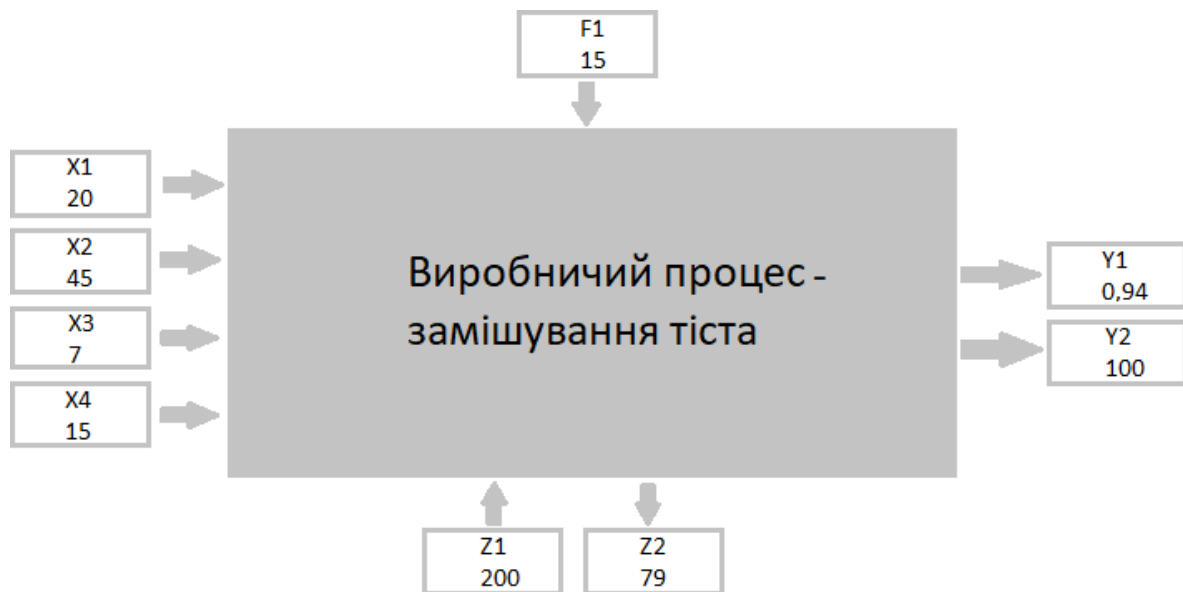 F1
15
X1
20
X2
45
X3
7
X4
15
Виробничий процес -
замішування тіста
Y1
0,94
Y2
100
Z1
200
Z2
79